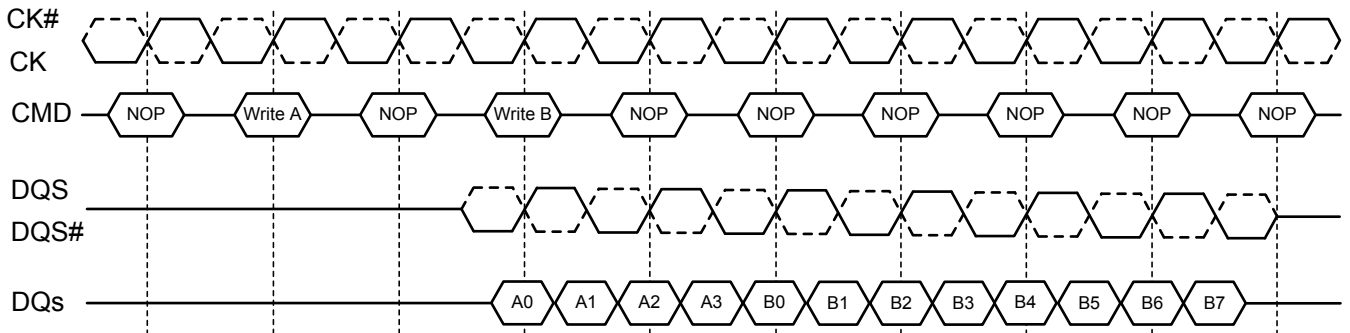 CK#
CK
CMD NOP Write A NOP Write B NOP NOP NOP NOP NOP NOP
DQS
DQS#
DQs A0 A1 A2 A3 B0 B1 B2 B3 B4 B5 B6 B7